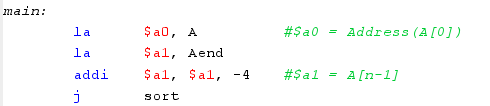 main:
la $a0, A #$a0 = Address(A[0])
la $a1, Aend
addi $a1, $a1, -4 #$a1 = A[n-1]
j sort